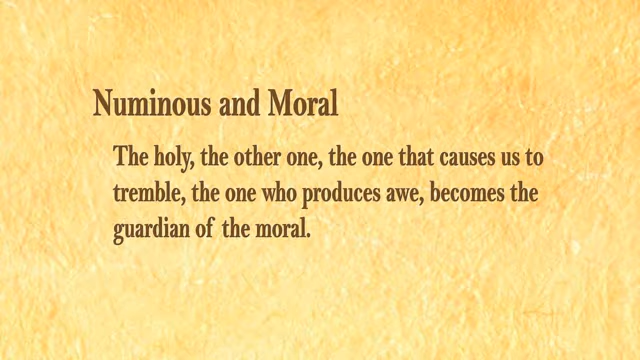 Numinous and Moral
The holy, the other one, the one that causes us to
tremble, the one who produces awe, becomes the
guardian of the moral.